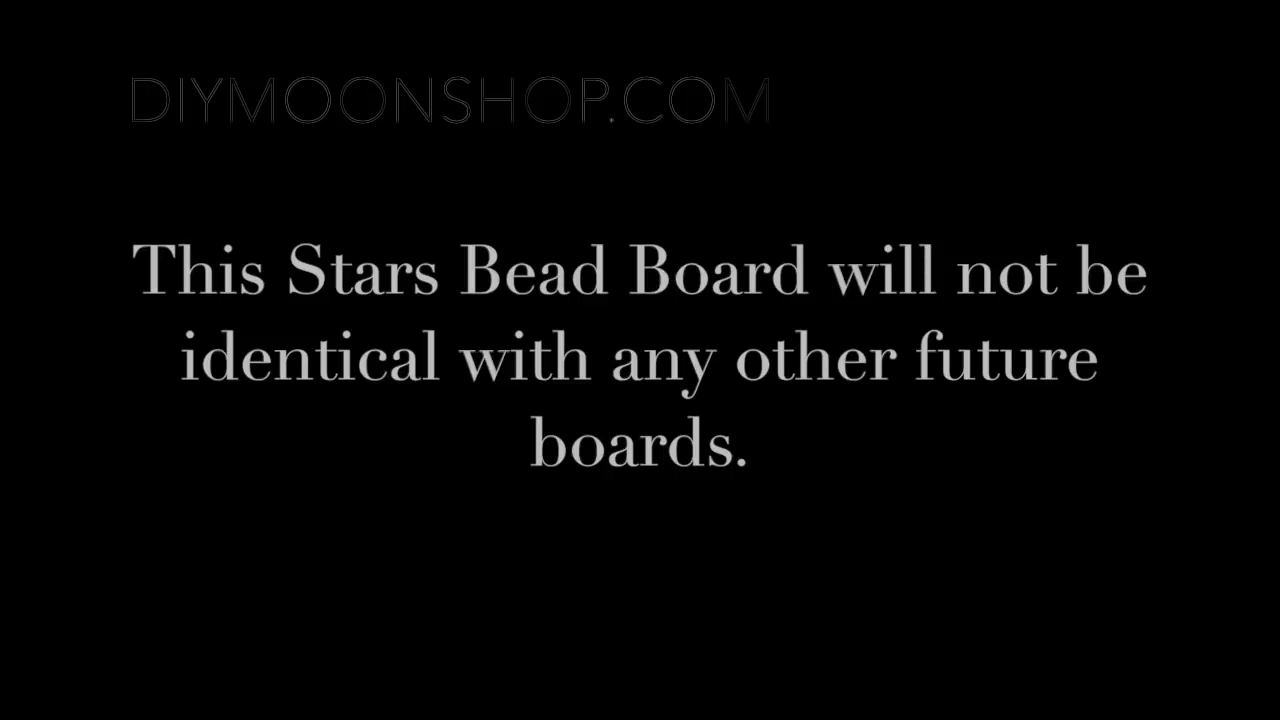 DIYMOONSHOP.COM
This Stars Bead Board will not be
identical with any other future
boards.